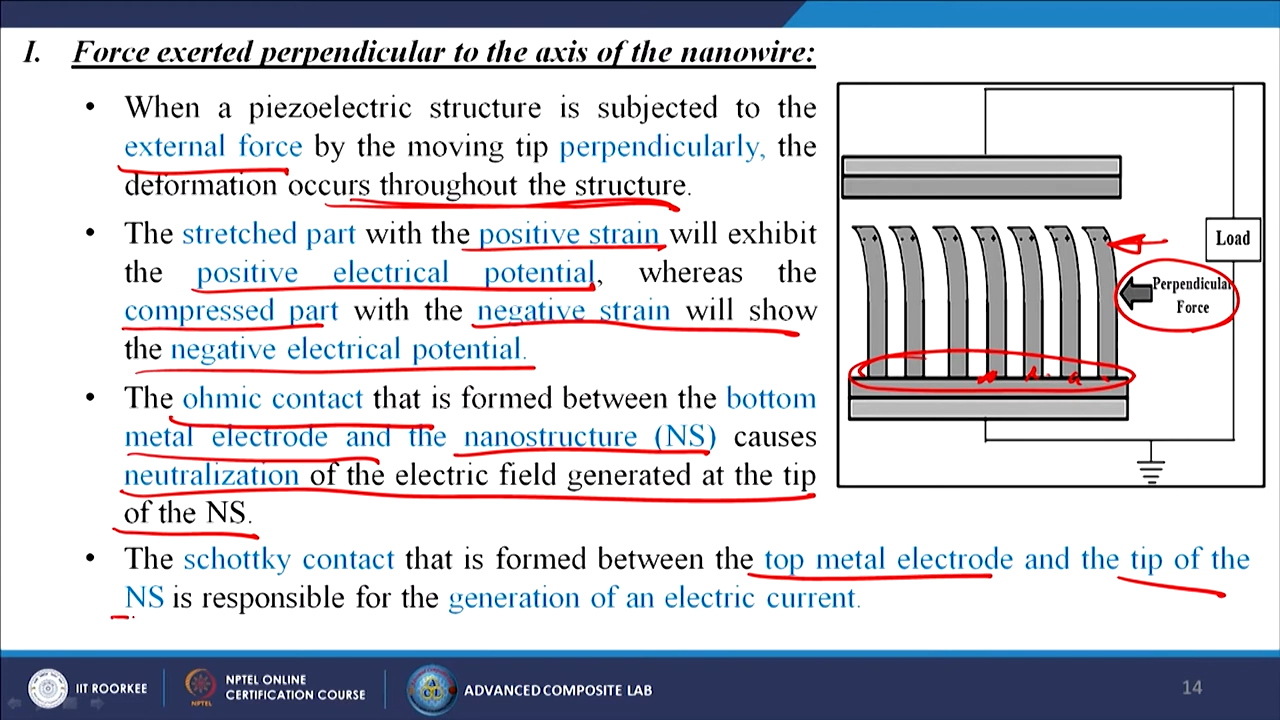 I. Force exerted perpendicular to the axis of the nanowire:
• When a piezoelectric structure is subjected to the
external force by the moving tip perpendicularly, the
deformation occurs throughout the structure.
• The stretched part with the positive strain will exhibit
the positive electrical potential, whereas the
compressed part with the negative strain will show
the negative electrical potential.
• The ohmic contact that is formed between the bottom
metal electrode and the nanostructure (NS) causes
neutralization of the electric field generated at the tip
of the NS.
• The schottky contact that is formed between the top metal electrode and the tip of the
NS is responsible for the generation of an electric current.
Load
Perpendicular
Force
IIT ROORKEE
NPTEL
NPTEL ONLINE
CERTIFICATION COURSE
ADVANCED COMPOSITE LAB
14